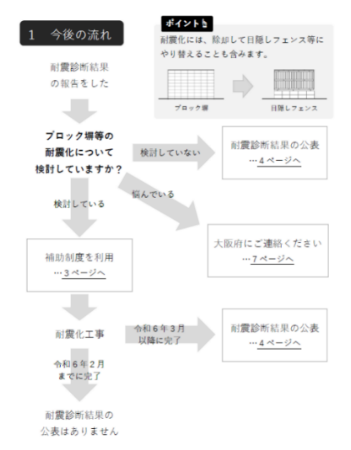 1 今後の流れ
ポイント
耐震化には、除却して目隠しフェンス等に
やり替えることも含みます。
ブロック塀
目隠しフェンス
耐震診断結果
の報告をした
ブロック塀等の
耐震化について
検討していますか？
検討していない
耐震診断結果の公表
…４ページへ
悩んでいる
検討している
大阪府にご連絡ください
…７ページへ
補助制度を利用
…３ページへ
耐震化工事
令和６年３月
以降に完了
耐震診断結果の公表
…４ページへ
令和６年２月
までに完了
耐震診断結果の
公表はありません